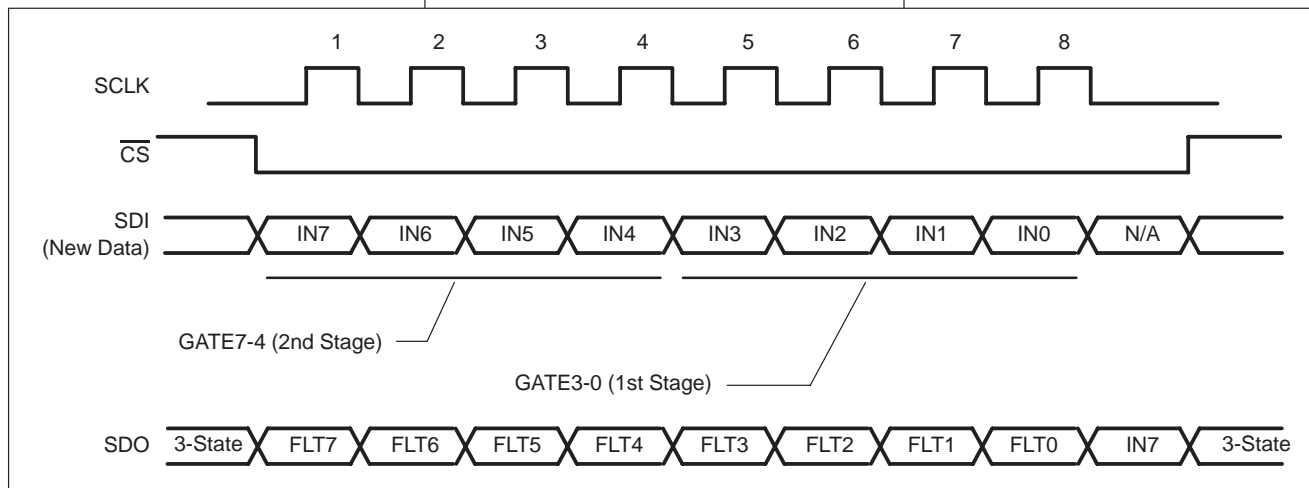 1 2 3 4 5 6 7 8
SCLK
CS
SDI
(New Data)
IN7 IN6 IN5 IN4 IN3 IN2 IN1 IN0 N/A
GATE7-4 (2nd Stage)
GATE3-0 (1st Stage)
SDO 3-State FLT7 FLT6 FLT5 FLT4 FLT3 FLT2 FLT1 FLT0 IN7 3-State